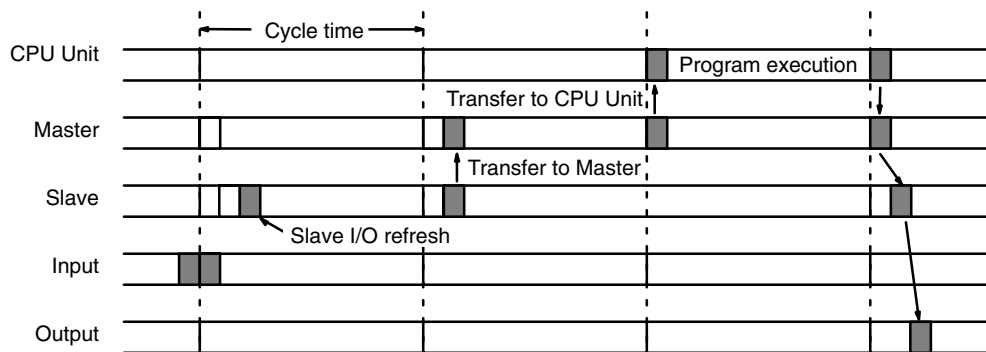 Cycle time
CPU Unit
Program execution
Transfer to CPU Unit
Master
Transfer to Master
Slave
Slave I/O refresh
Input
Output